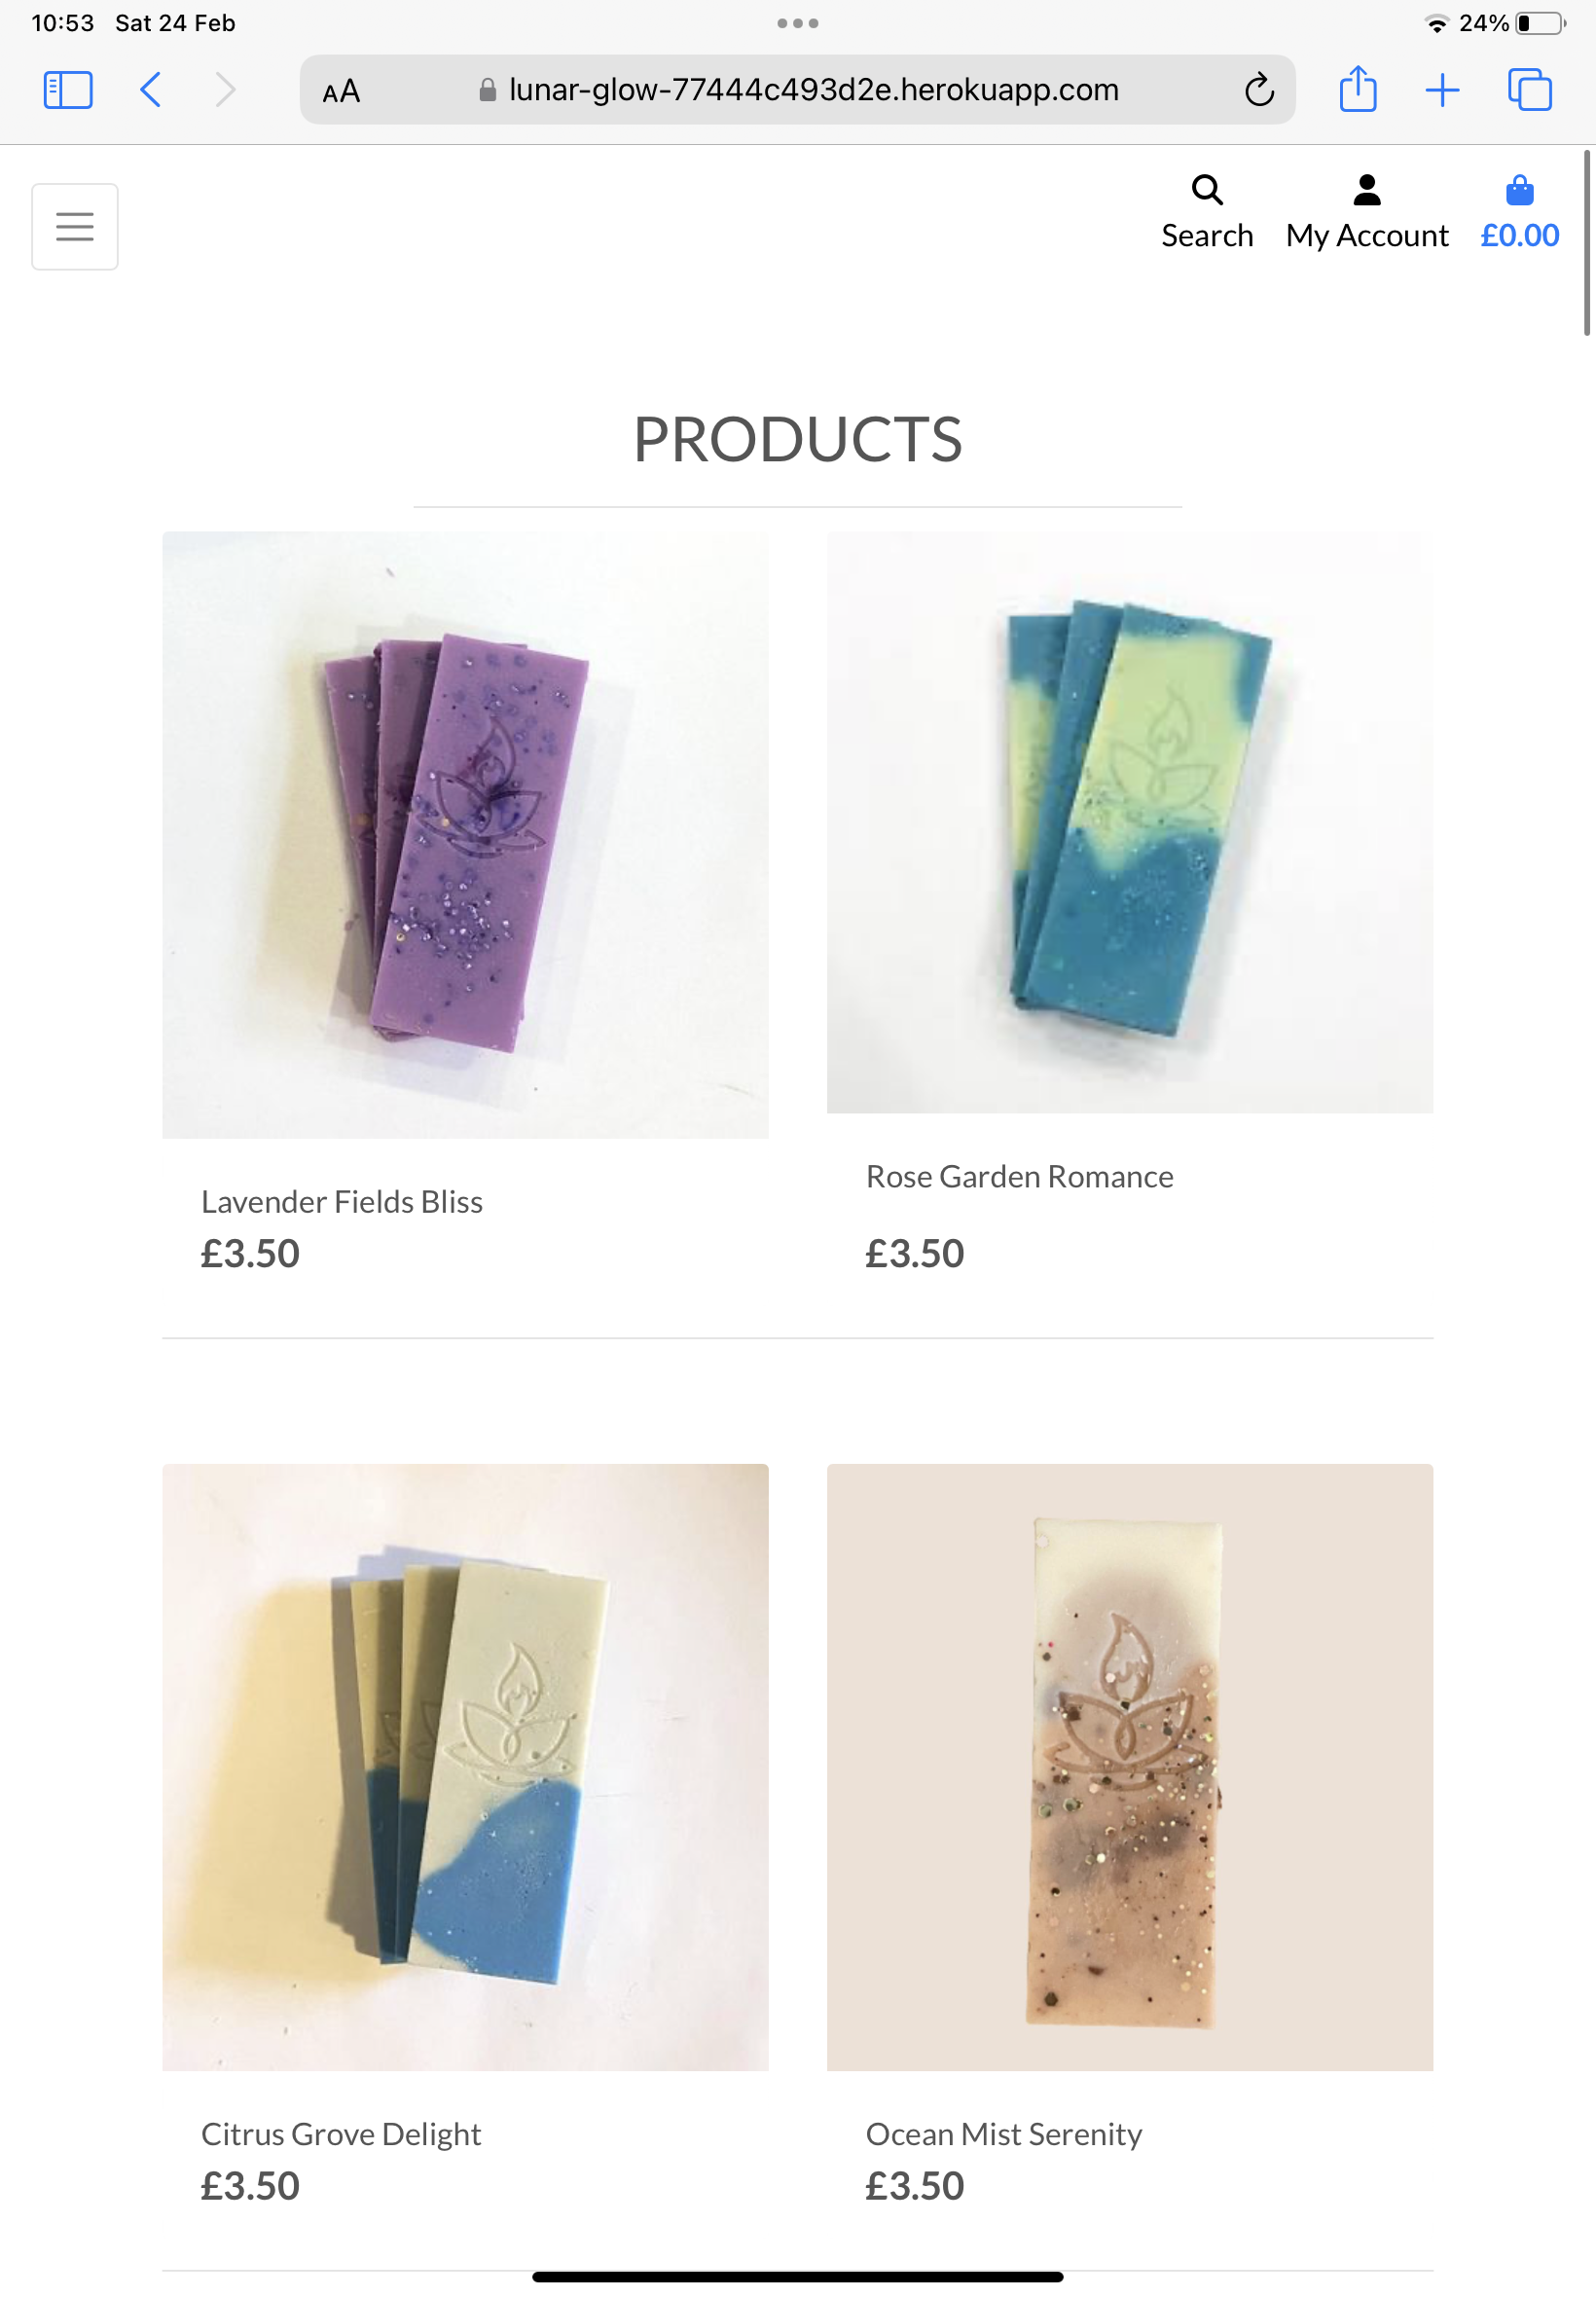 10:53 Sat 24 Feb
24%
AA
lunar-glow-77444c493d2e.herokuapp.com
Search My Account £0.00
PRODUCTS
Lavender Fields Bliss
£3.50
Rose Garden Romance
£3.50
Citrus Grove Delight
£3.50
Ocean Mist Serenity
£3.50